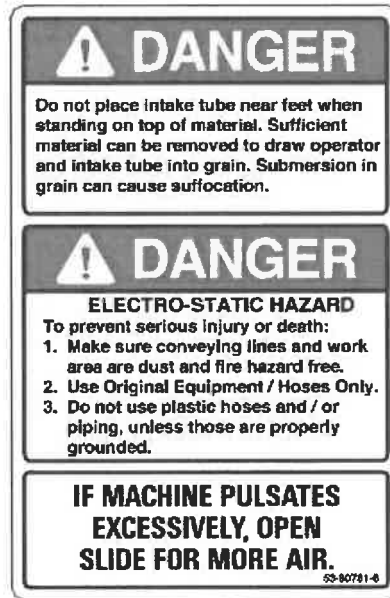 DANGER
Do not place intake tube near feet when
standing on top of material. Sufficient
material can be removed to draw operator
and intake tube into grain. Submersion in
grain can cause suffocation.
DANGER
ELECTRO-STATIC HAZARD
To prevent serious injury or death:
1. Make sure conveying lines and work
area are dust and fire hazard free.
2. Use Original Equipment / Hoses Only.
3. Do not use plastic hoses and / or
piping, unless those are properly
grounded.
IF MACHINE PULSATES
EXCESSIVELY, OPEN
SLIDE FOR MORE AIR.
53-80781-6